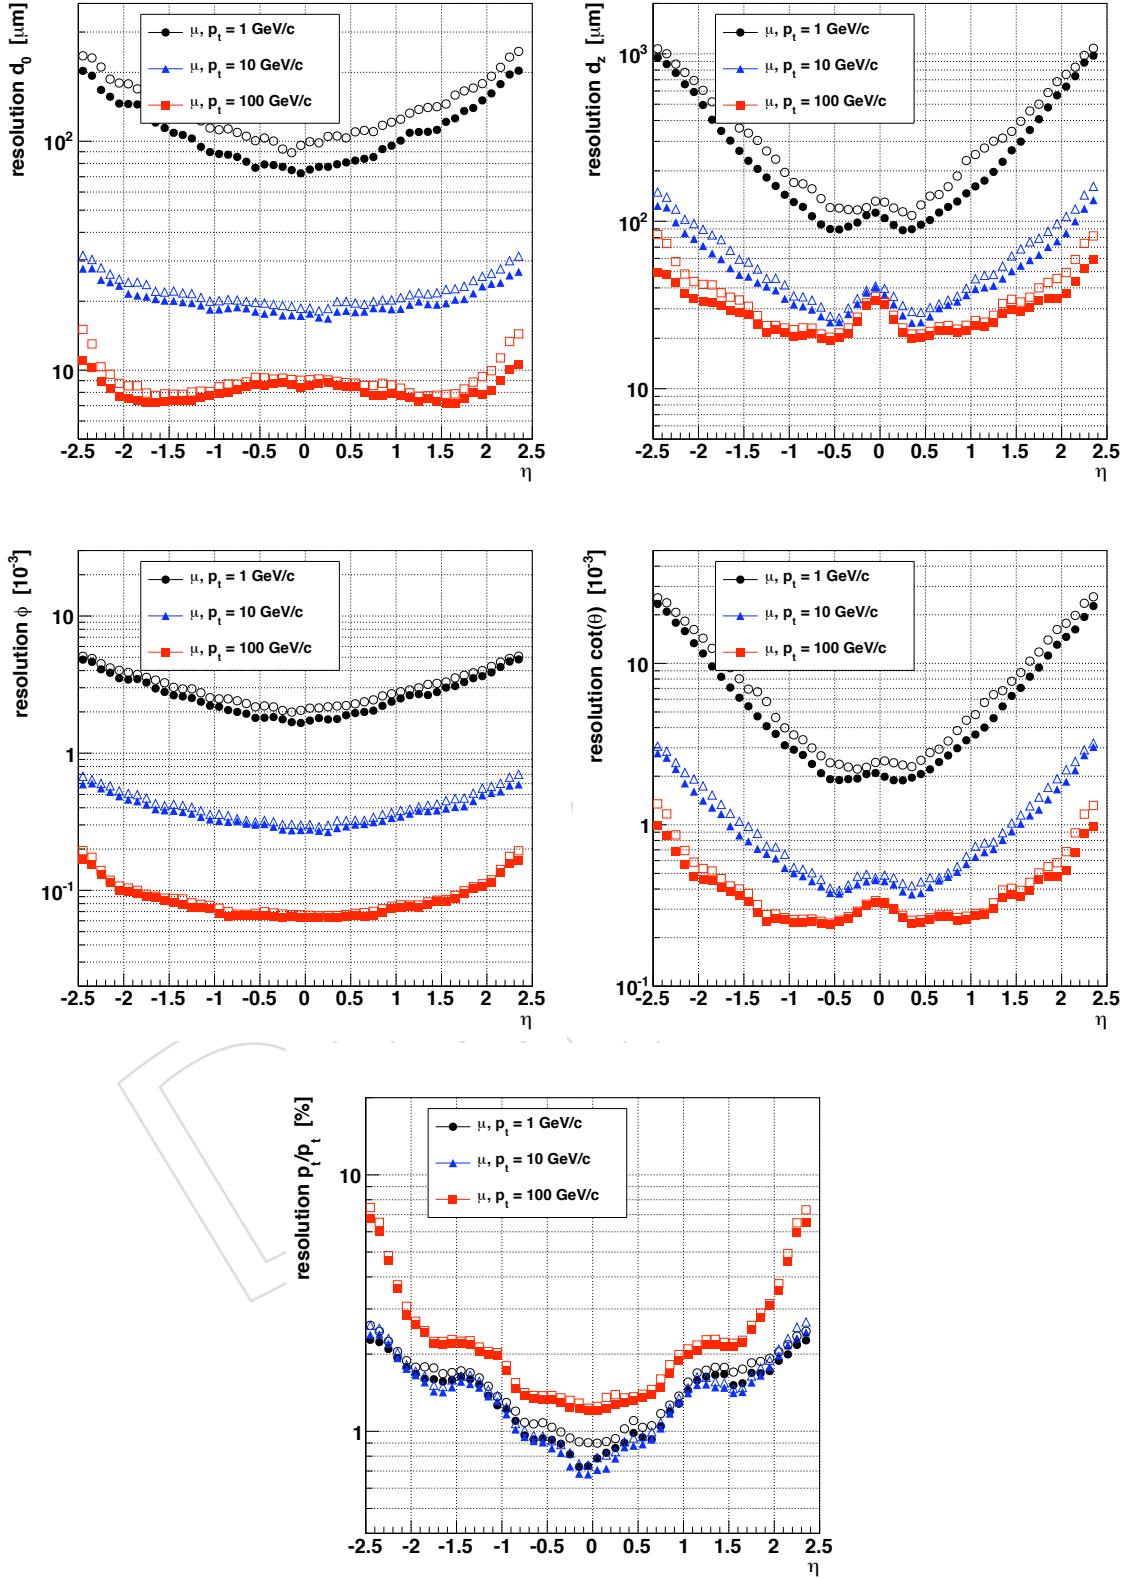 resolution d0 [μm]
μ, pt = 1 GeV/c
μ, pt = 10 GeV/c
μ, pt = 100 GeV/c
10²
10
-2.5 -2 -1.5 -1 -0.5 0 0.5 1 1.5 2 2.5
η
resolution dz [μm]
μ, pt = 1 GeV/c
μ, pt = 10 GeV/c
μ, pt = 100 GeV/c
10³
10²
10
-2.5 -2 -1.5 -1 -0.5 0 0.5 1 1.5 2 2.5
η
resolution ϕ [10⁻³]
μ, pt = 1 GeV/c
μ, pt = 10 GeV/c
μ, pt = 100 GeV/c
10
1
10⁻¹
-2.5 -2 -1.5 -1 -0.5 0 0.5 1 1.5 2 2.5
η
resolution cot(θ) [10⁻³]
μ, pt = 1 GeV/c
μ, pt = 10 GeV/c
μ, pt = 100 GeV/c
10
1
10⁻¹
-2.5 -2 -1.5 -1 -0.5 0 0.5 1 1.5 2 2.5
η
resolution pt/pt [%]
μ, pt = 1 GeV/c
μ, pt = 10 GeV/c
μ, pt = 100 GeV/c
10
1
-2.5 -2 -1.5 -1 -0.5 0 0.5 1 1.5 2 2.5
η